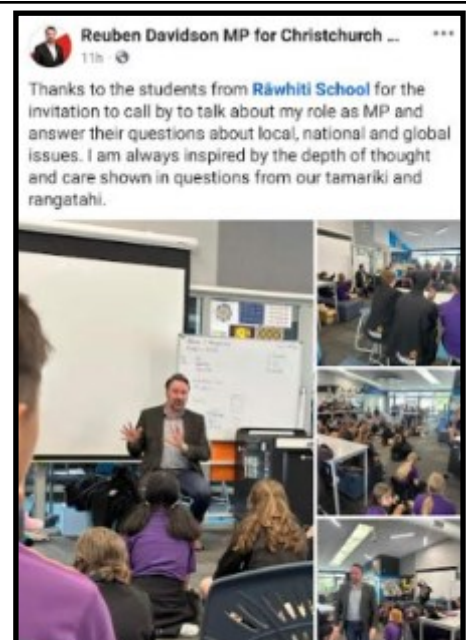 Reuben Davidson MP for Christchurch ...
11h
Thanks to the students from Rāwhiti School for the
invitation to call by to talk about my role as MP and
answer their questions about local, national and global
issues. I am always inspired by the depth of thought
and care shown in questions from our tamariki and
rangatahi.